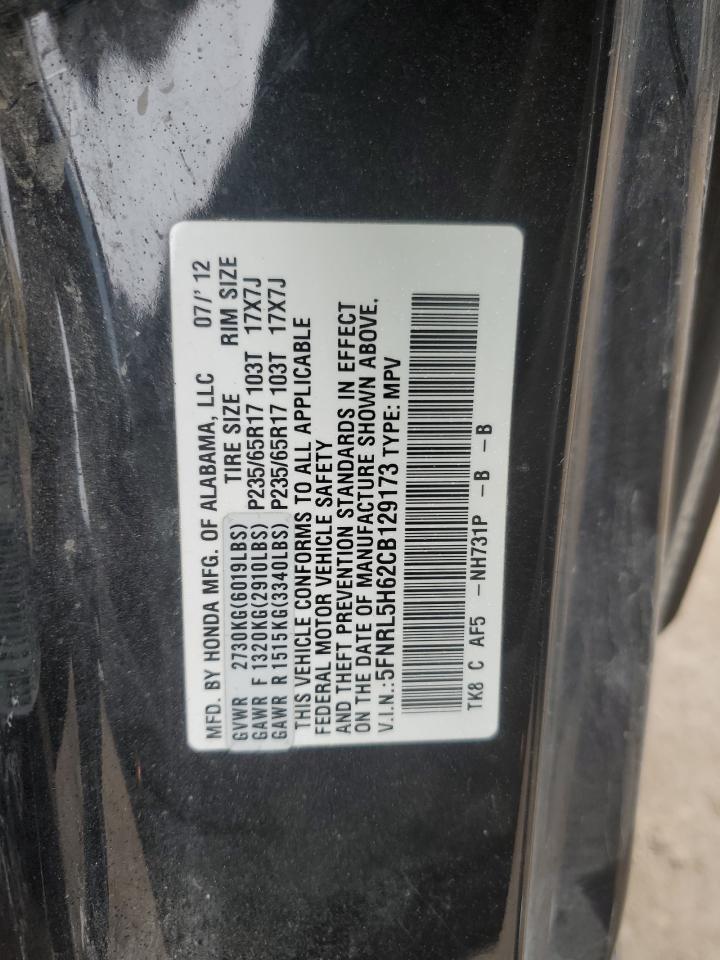 MFD. BY HONDA MFG. OF ALABAMA, LLC 07/'12
TIRE SIZE RIM SIZE
GVWR 2730KG(6019LBS)
GAWR F 1320KG(2910LBS) P235/65R17 103T 17X7J
GAWR R 1515KG(3340LBS) P235/65R17 103T 17X7J
THIS VEHICLE CONFORMS TO ALL APPLICABLE
FEDERAL MOTOR VEHICLE SAFETY
AND THEFT PREVENTION STANDARDS IN EFFECT
ON THE DATE OF MANUFACTURE SHOWN ABOVE.
V.I.N.:5FNRL5H62CB129173 TYPE: MPV
TK8 C AF5 -NH731P -B -B